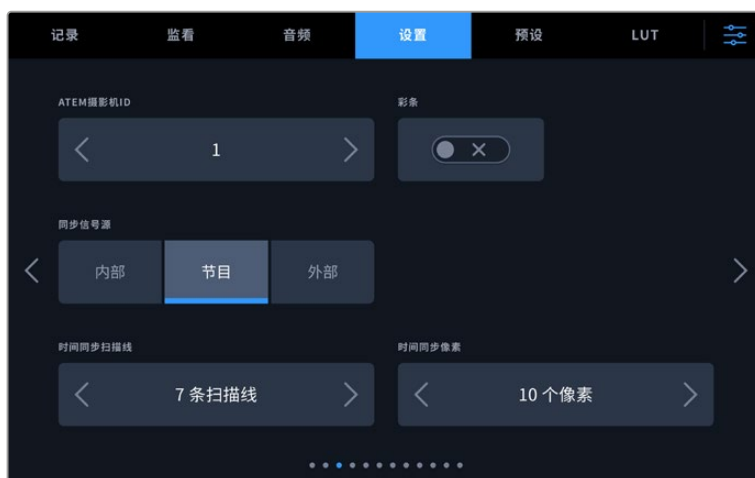 记录 监看 音频 设置 预设 LUT
ATEM摄影机ID 彩条
1
同步信号源
内部 节目 外部
时间同步扫描线 时间同步像素
7 条扫描线 10 个像素